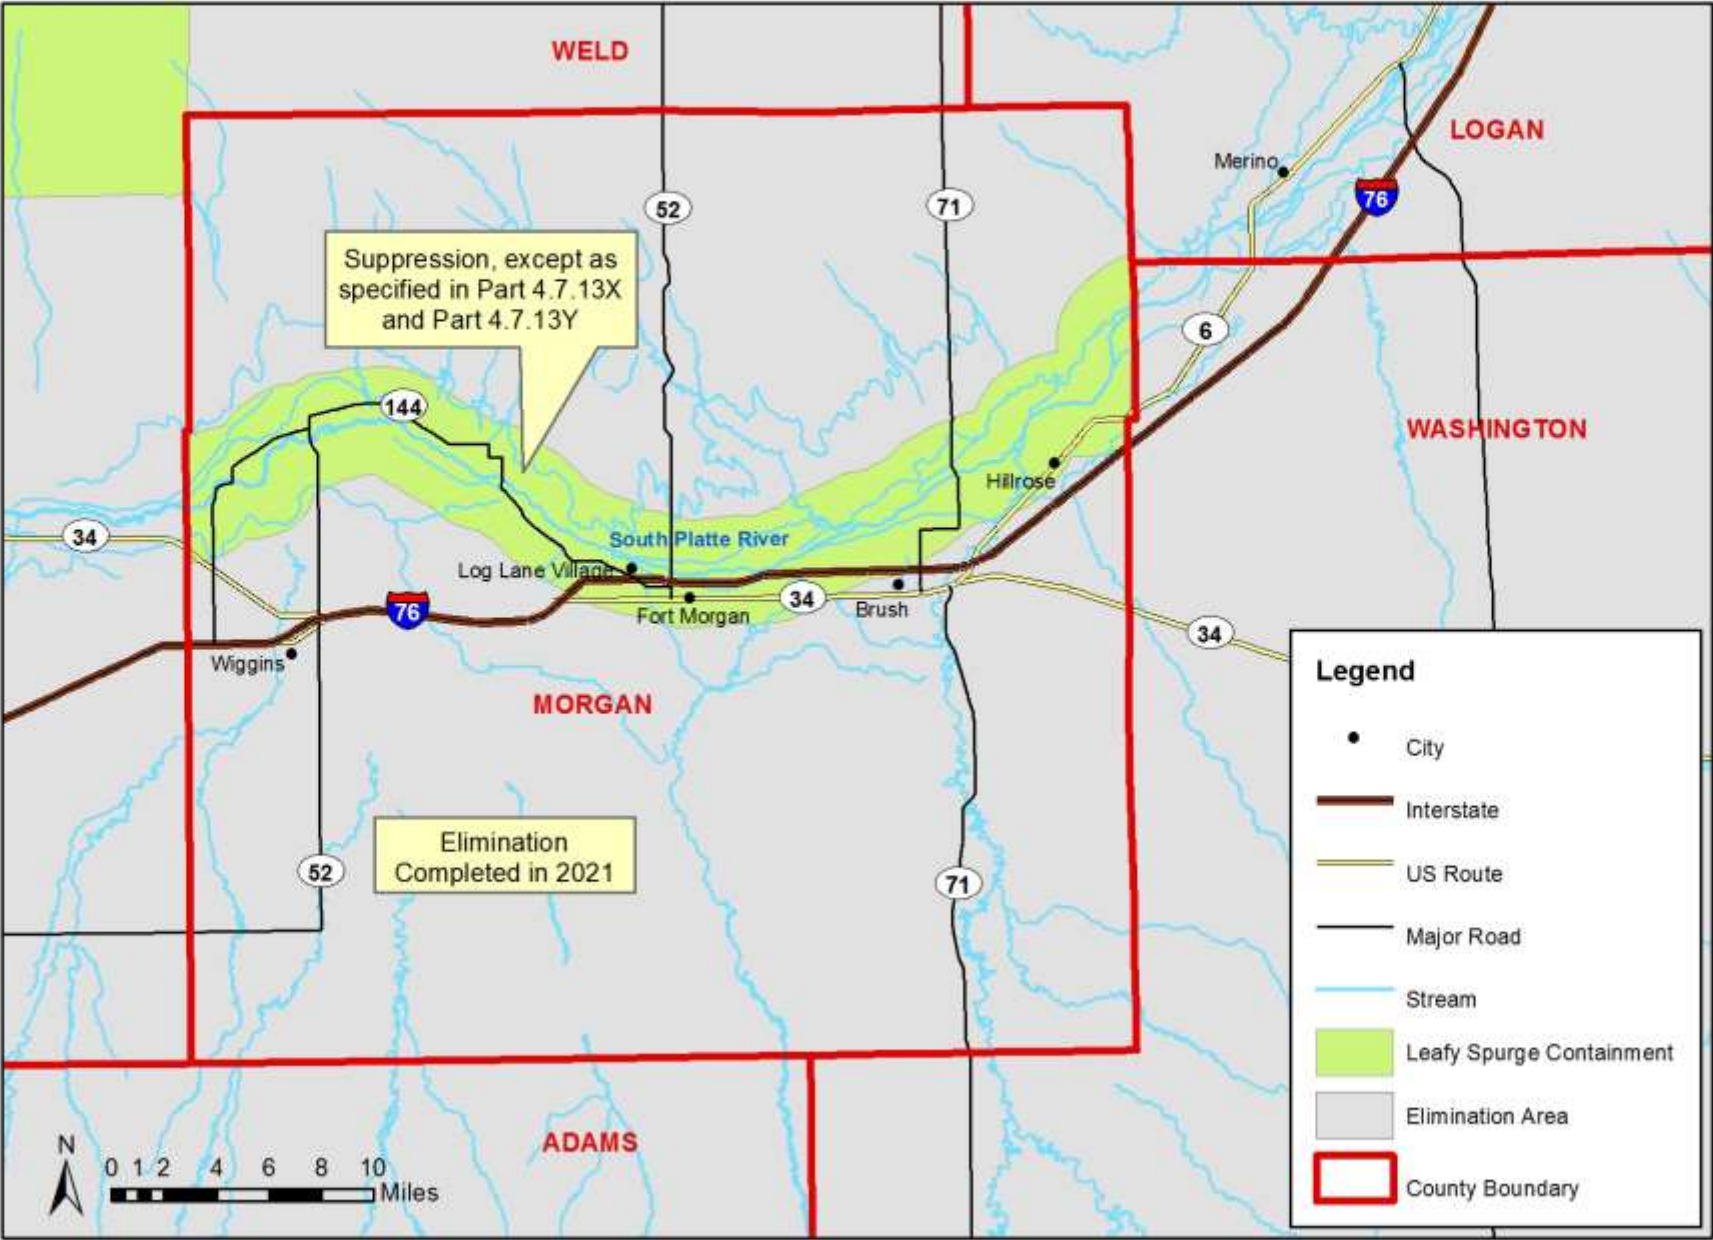 WELD
LOGAN
Merino
76
52
71
Suppression, except as
specified in Part 4.7.13X
and Part 4.7.13Y
6
144
WASHINGTON
Hillrose
34
South Platte River
Log Lane Village
76
34
Brush
Fort Morgan
34
Wiggins
MORGAN
Elimination
Completed in 2021
52
71
ADAMS
N
0 1 2 4 6 8 10
Miles
Legend
City
Interstate
US Route
Major Road
Stream
Leafy Spurge Containment
Elimination Area
County Boundary